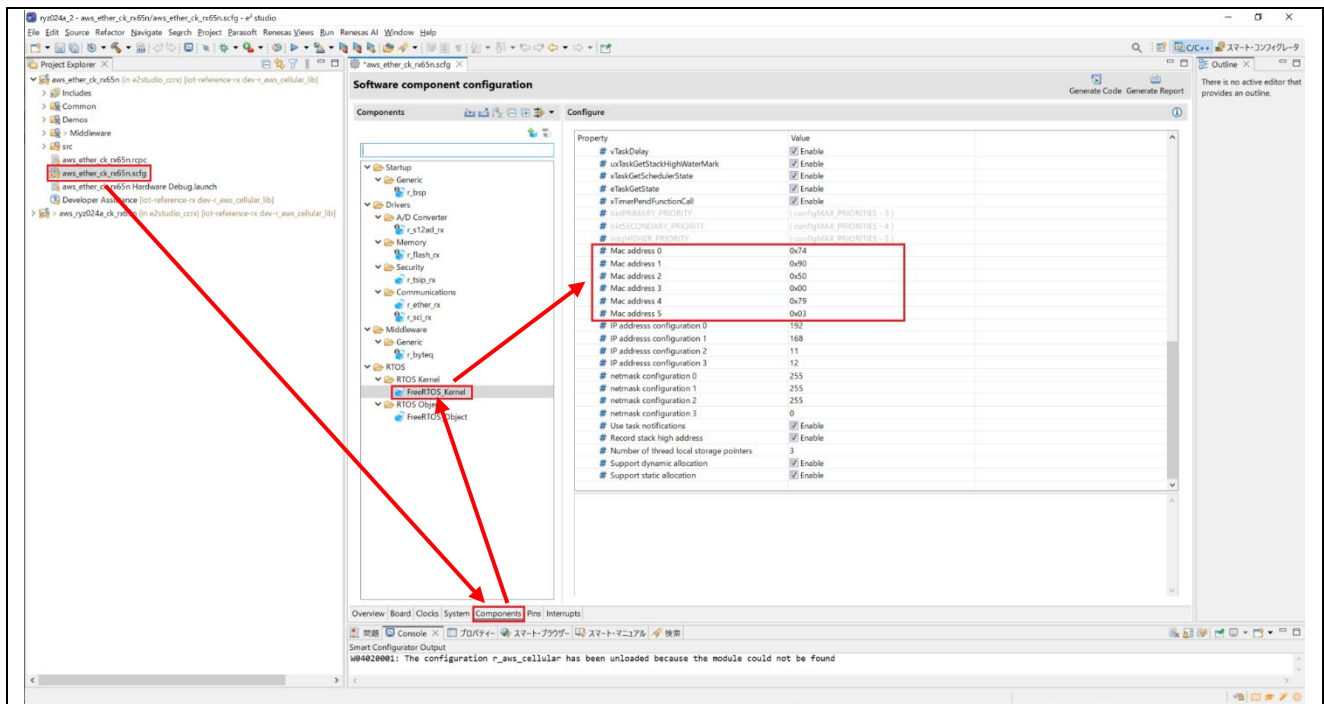 ryz024a_2 - aws_ether_ck_rx65n/aws_ether_ck_rx65n.scfg - e² studio
File Edit Source Refactor Navigate Search Project Parasoft Renesas Views Run Renesas AI Window Help
C/C++ スマート・コンフィグレータ
Project Explorer
aws_ether_ck_rx65n (in e2studio_ccrx) [iot-reference-rx dev-r_aws_cellular_lib]
Includes
Common
Demos
> Middleware
src
aws_ether_ck_rx65n.rcpc
aws_ether_ck_rx65n.scfg
aws_ether_ck_rx65n Hardware Debug.launch
Developer Assistance [iot-reference-rx dev-r_aws_cellular_lib]
> aws_ryz024a_ck_rx65n (in e2studio_ccrx) [iot-reference-rx dev-r_aws_cellular_lib]
*aws_ether_ck_rx65n.scfg
Software component configuration
Generate Code Generate Report
Components
Startup
Generic
r_bsp
Drivers
A/D Converter
r_s12ad_rx
Memory
r_flash_rx
Security
r_tsip_rx
Communications
r_ether_rx
r_sci_rx
Middleware
Generic
r_byteq
RTOS
RTOS Kernel
FreeRTOS_Kernel
RTOS Object
FreeRTOS_Object
Configure
Property Value
# vTaskDelay Enable
# uxTaskGetStackHighWaterMark Enable
# xTaskGetSchedulerState Enable
# eTaskGetState Enable
# xTimerPendFunctionCall Enable
# bktPRIMARY_PRIORITY ( configMAX_PRIORITIES - 3 )
# bktSECONDARY_PRIORITY ( configMAX_PRIORITIES - 4 )
# intqHIGHER_PRIORITY ( configMAX_PRIORITIES - 3 )
# Mac address 0 0x74
# Mac address 1 0x90
# Mac address 2 0x50
# Mac address 3 0x00
# Mac address 4 0x79
# Mac address 5 0x03
# IP addresss configuration 0 192
# IP addresss configuration 1 168
# IP addresss configuration 2 11
# IP addresss configuration 3 12
# netmask configuration 0 255
# netmask configuration 1 255
# netmask configuration 2 255
# netmask configuration 3 0
# Use task notifications Enable
# Record stack high address Enable
# Number of thread local storage pointers 3
# Support dynamic allocation Enable
# Support static allocation Enable
Outline
There is no active editor that
provides an outline.
Overview Board Clocks System Components Pins Interrupts
問題 Console プロパティー スマート・ブラウザー スマート・マニュアル 検索
Smart Configurator Output
W04020001: The configuration r_aws_cellular has been unloaded because the module could not be found